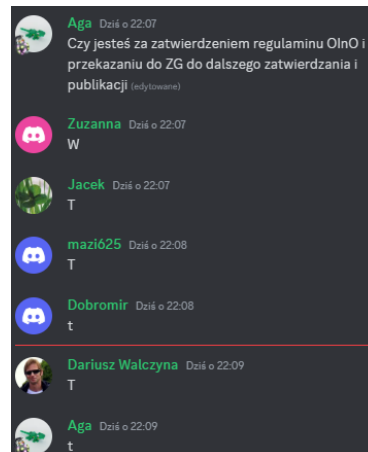 Aga Dziś o 22:07
Czy jesteś za zatwierdzeniem regulaminu OInO i
przekazaniu do ZG do dalszego zatwierdzania i
publikacji (edytowane)
Zuzanna Dziś o 22:07
W
Jacek Dziś o 22:07
T
mazi625 Dziś o 22:08
T
Dobromir Dziś o 22:08
t
Dariusz Walczyna Dziś o 22:09
T
Aga Dziś o 22:09
t